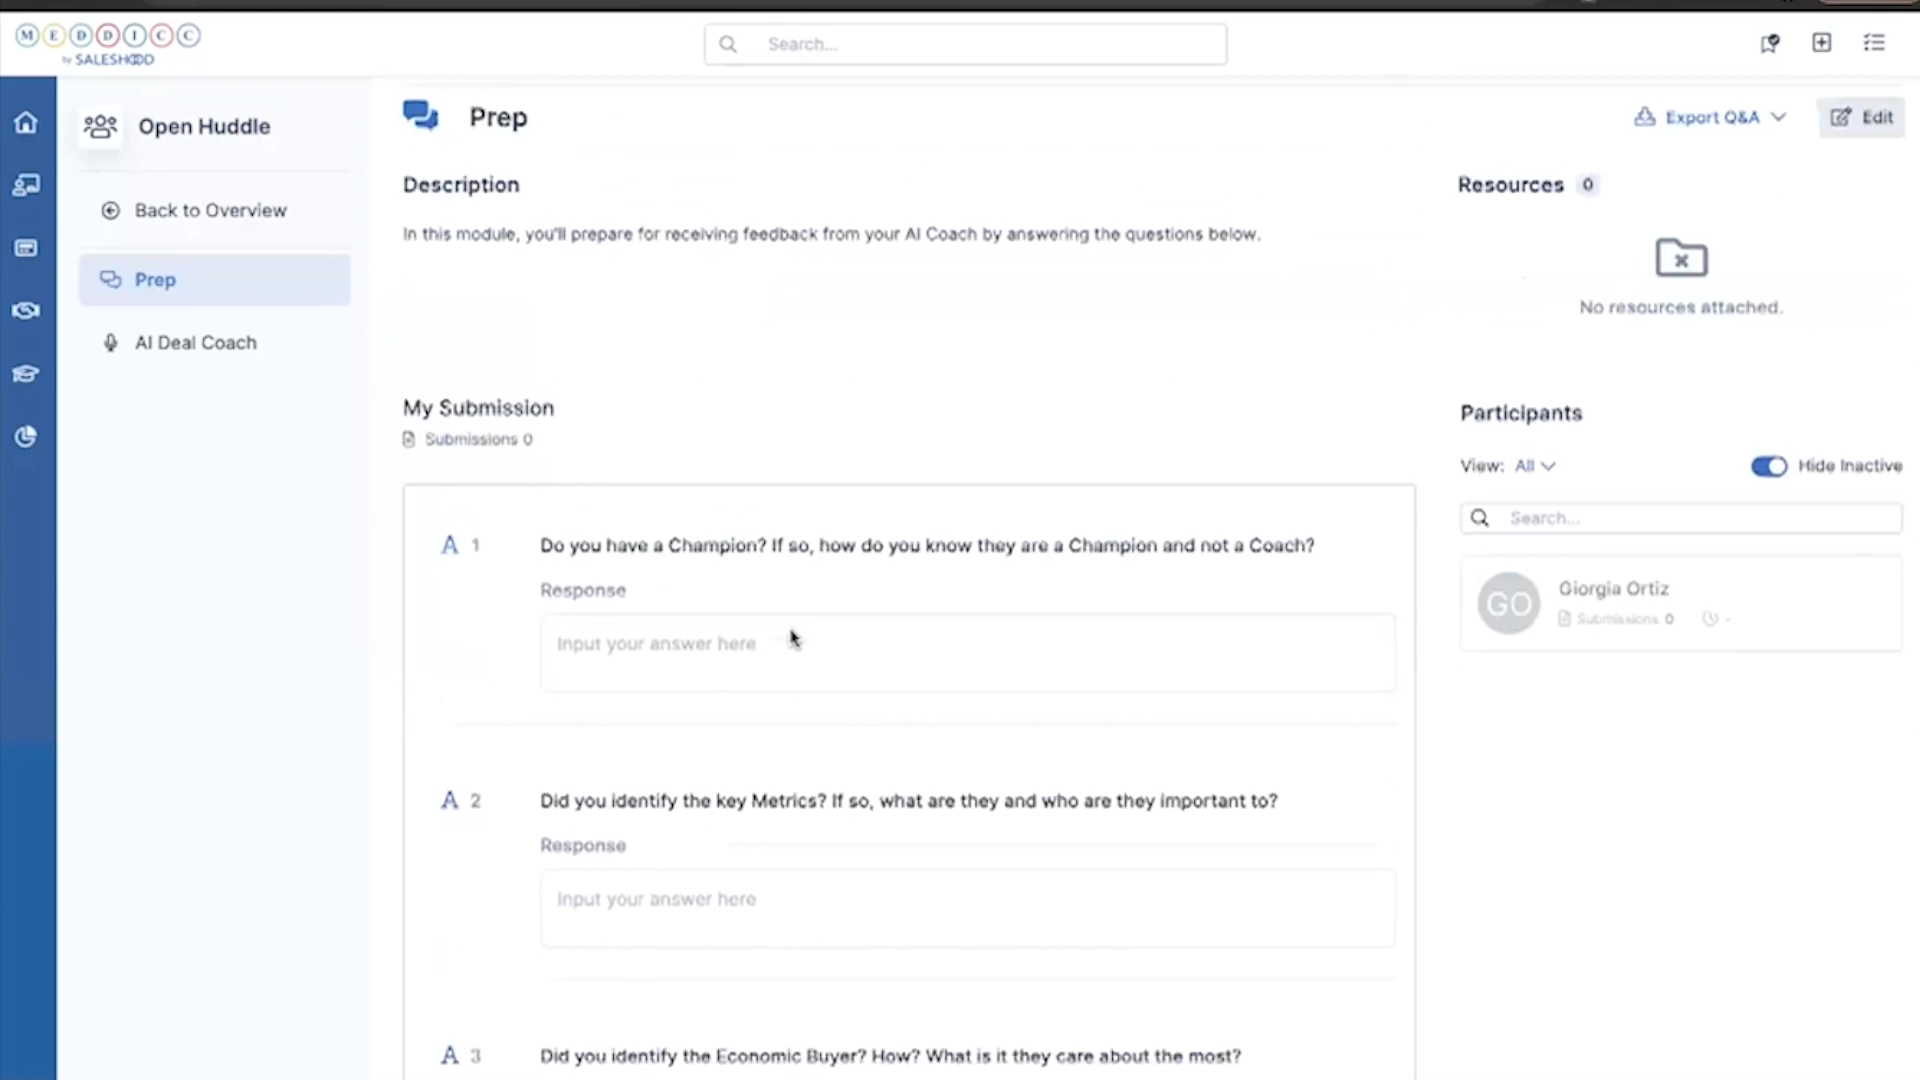 MEDDICC
by SALESHOOD
Search...
Open Huddle
Back to Overview
Prep
AI Deal Coach
Prep
Export Q&A
Edit
Description
In this module, you'll prepare for receiving feedback from your AI Coach by answering the questions below.
Resources 0
No resources attached.
My Submission
Submissions 0
A 1 Do you have a Champion? If so, how do you know they are a Champion and not a Coach?
Response
Input your answer here
A 2 Did you identify the key Metrics? If so, what are they and who are they important to?
Response
Input your answer here
A 3 Did you identify the Economic Buyer? How? What is it they care about the most?
Participants
View: All
Hide Inactive
Search...
GO
Giorgia Ortiz
Submissions 0
-